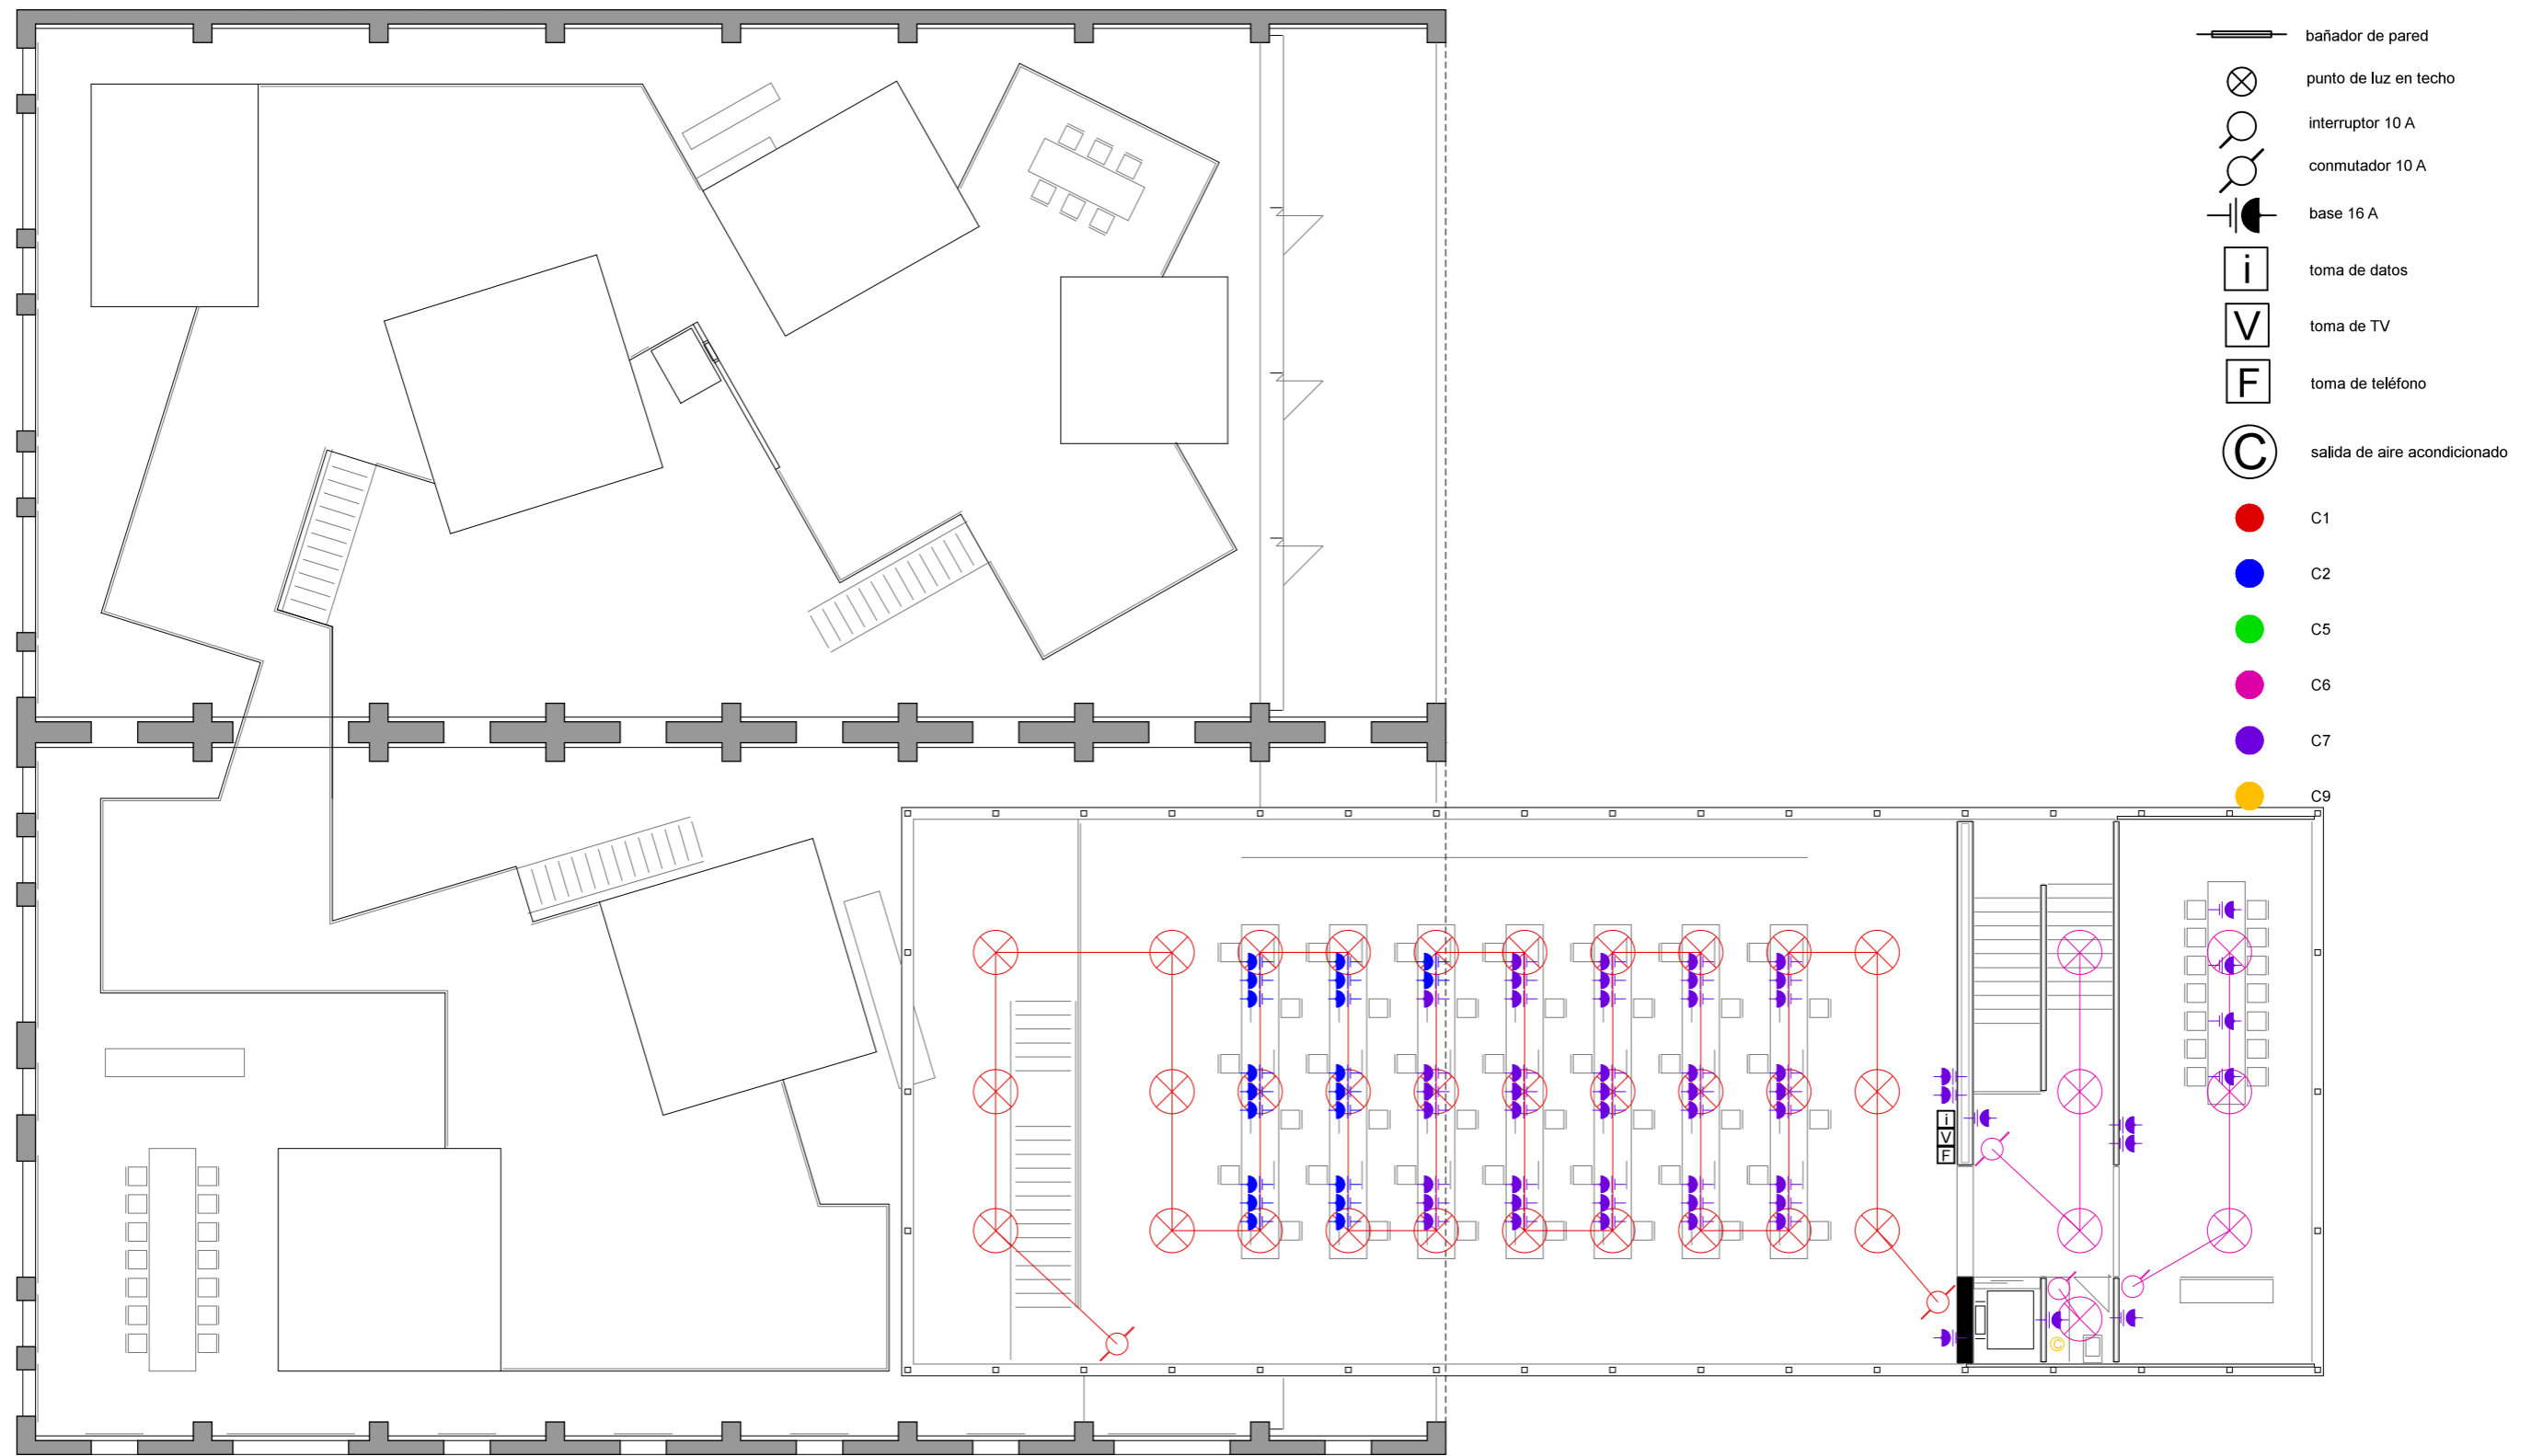 bañador de pared
punto de luz en techo
interruptor 10 A
conmutador 10 A
base 16 A
i
toma de datos
V
toma de TV
F
toma de teléfono
C
salida de aire acondicionado
C1
C2
C5
C6
C7
C9
i
V
F
C